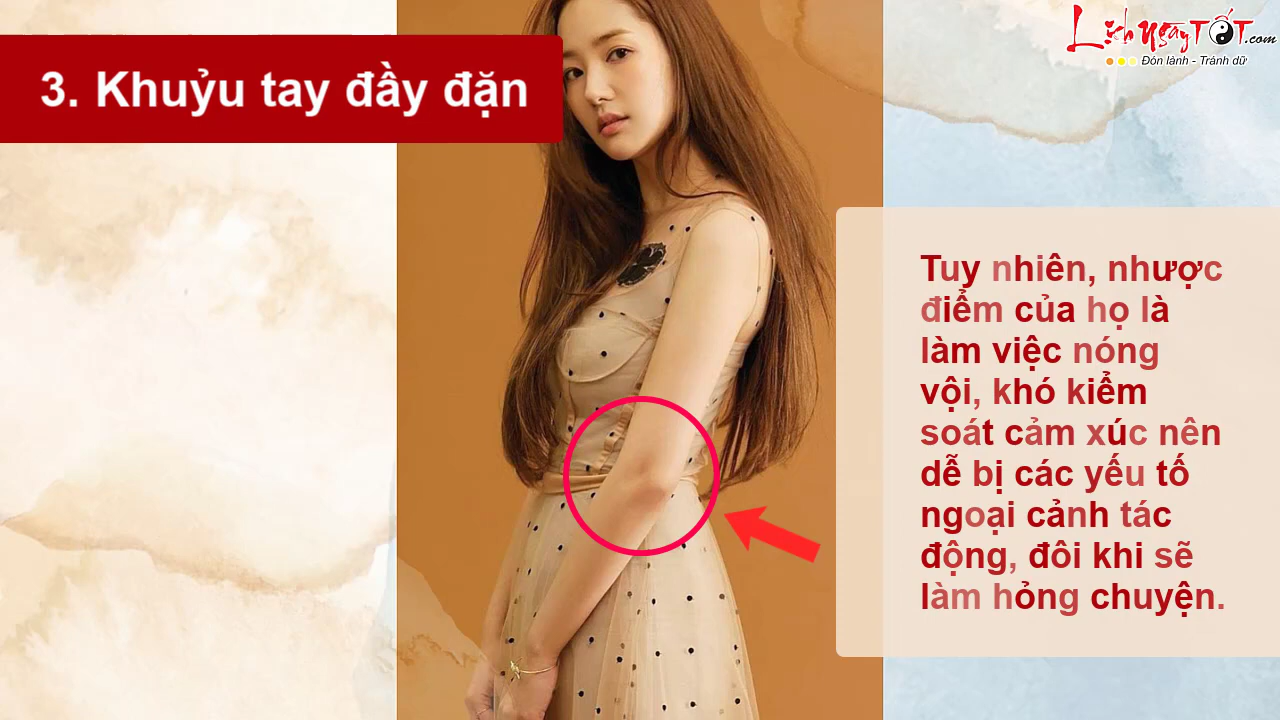 3. Khuỷu tay đầy đặn
LịchNgàyTỐT.com
Đón lành - Tránh dữ
Tuy nhiên, nhược
điểm của họ là
làm việc nóng
vội, khó kiểm
soát cảm xúc nên
dễ bị các yếu tố
ngoại cảnh tác
động, đôi khi sẽ
làm hỏng chuyện.